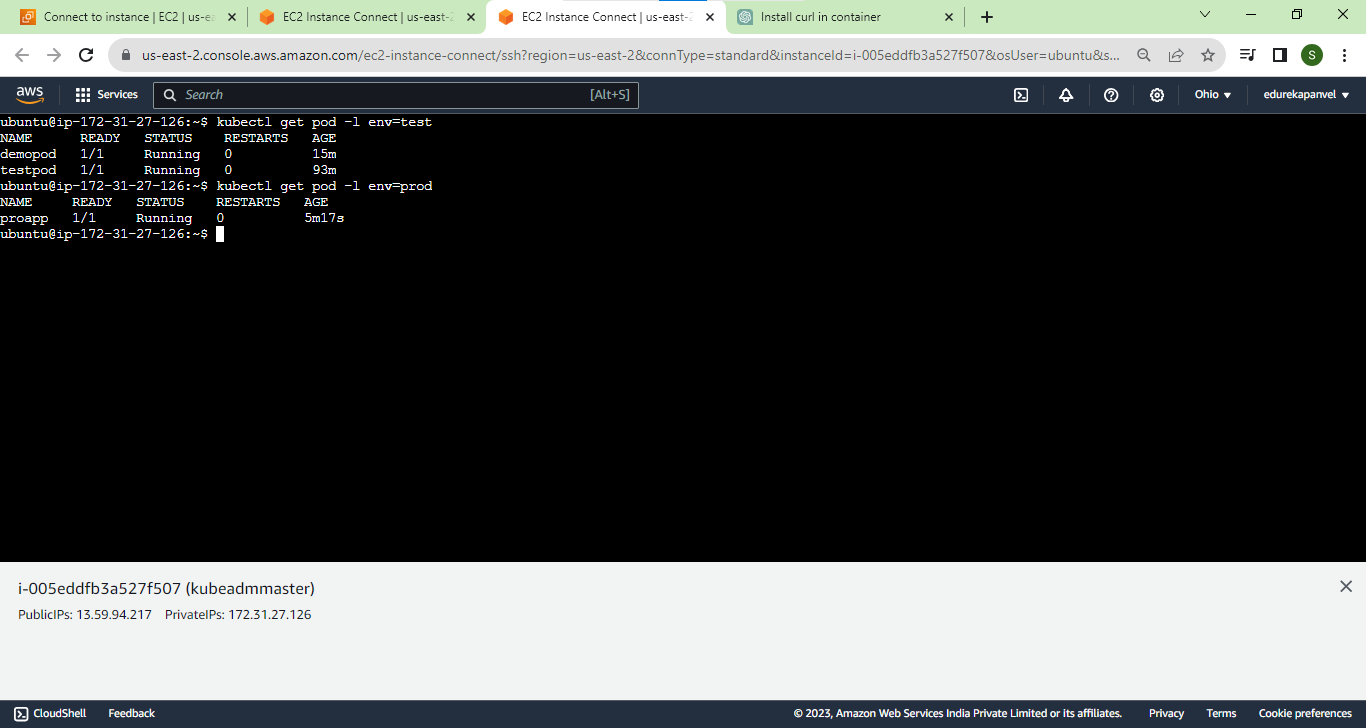 Connect to instance | EC2 | us-ea
EC2 Instance Connect | us-east-2
EC2 Instance Connect | us-east-2
Install curl in container
us-east-2.console.aws.amazon.com/ec2-instance-connect/ssh?region=us-east-2&connType=standard&instanceId=i-005eddfb3a527f507&osUser=ubuntu&s...
S
aws
Services
Search
[Alt+S]
Ohio
edurekapanvel
ubuntu@ip-172-31-27-126:~$ kubectl get pod -l env=test
NAME READY STATUS RESTARTS AGE
demopod 1/1 Running 0 15m
testpod 1/1 Running 0 93m
ubuntu@ip-172-31-27-126:~$ kubectl get pod -l env=prod
NAME READY STATUS RESTARTS AGE
proapp 1/1 Running 0 5m17s
ubuntu@ip-172-31-27-126:~$
i-005eddfb3a527f507 (kubeadmmaster)
PublicIPs: 13.59.94.217 PrivateIPs: 172.31.27.126
CloudShell
Feedback
© 2023, Amazon Web Services India Private Limited or its affiliates.
Privacy
Terms
Cookie preferences